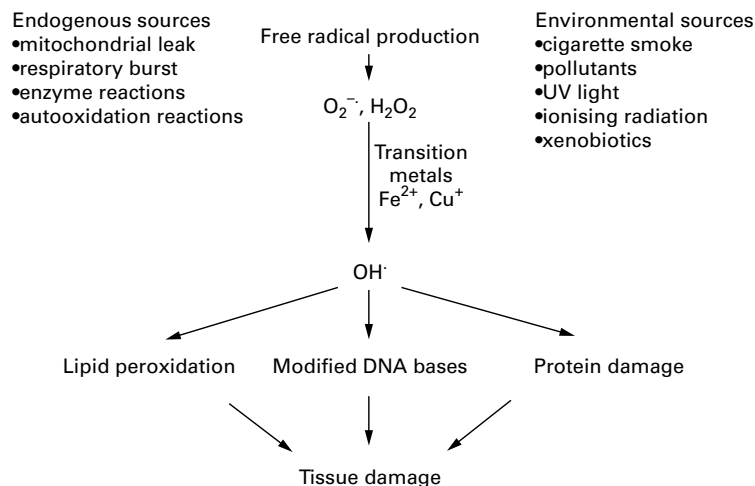 Endogenous sources
•mitochondrial leak
•respiratory burst
•enzyme reactions
•autooxidation reactions
Free radical production
Environmental sources
•cigarette smoke
•pollutants
•UV light
•ionising radiation
•xenobiotics
O₂⁻·, H₂O₂
Transition
metals
Fe²⁺, Cu⁺
OH·
Lipid peroxidation
Modified DNA bases
Protein damage
Tissue damage